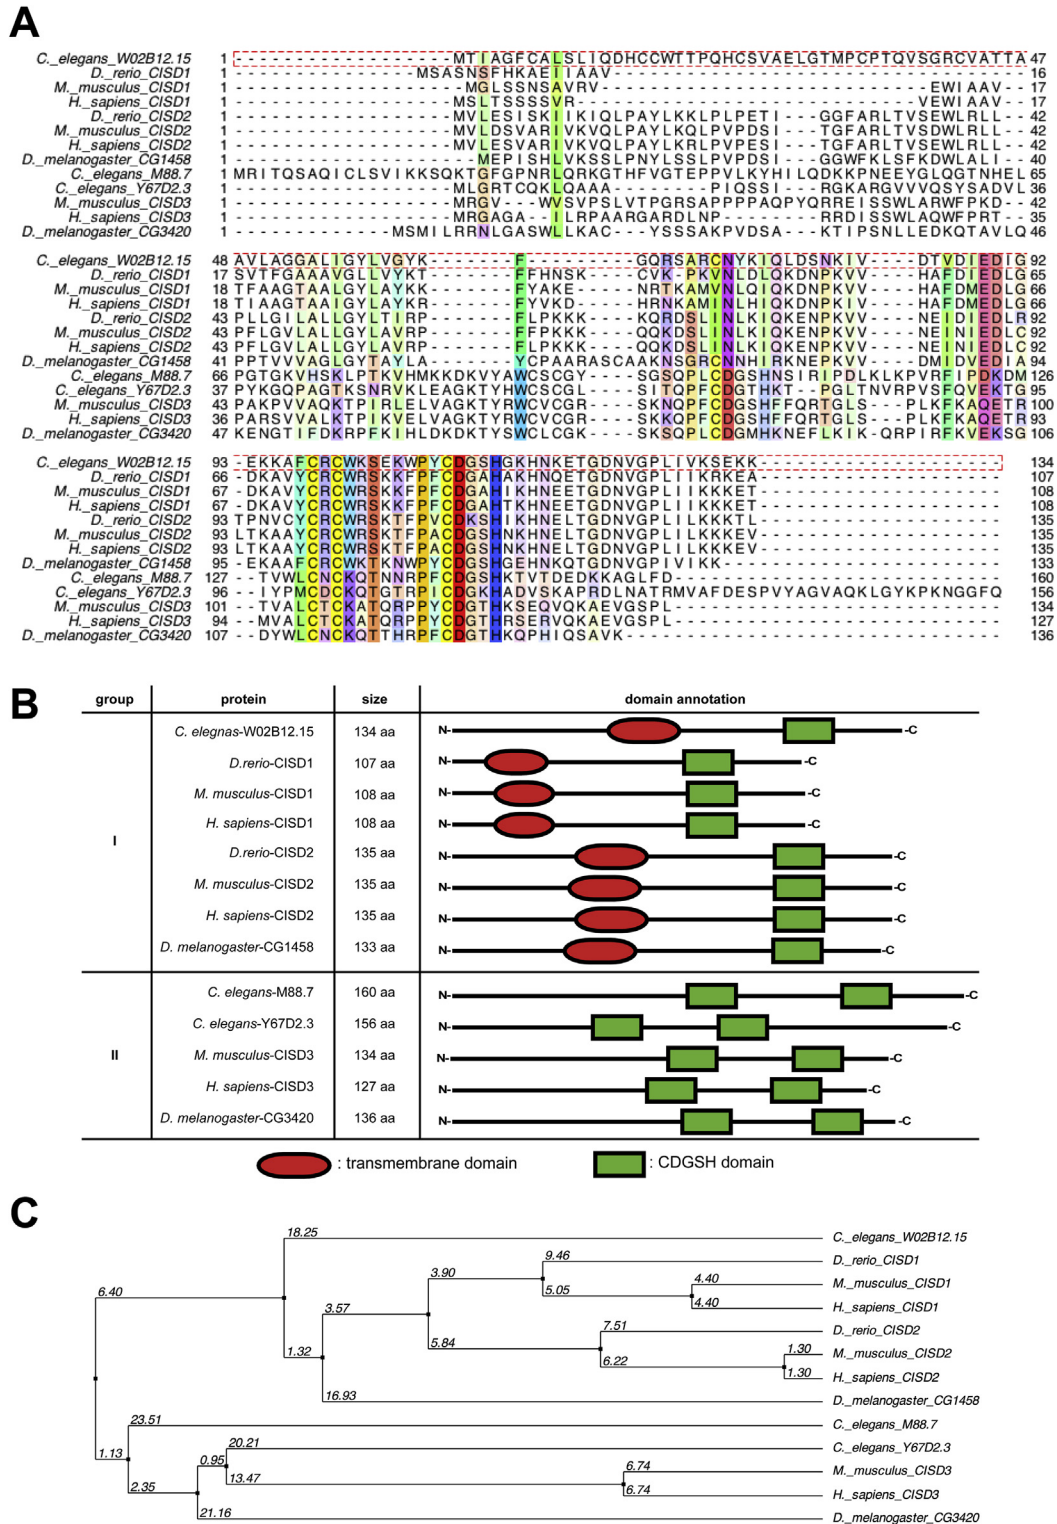 A
C._elegans_W02B12.15 1 - - - - - - - - - - - - - - - - - - MTIAGFCALSLIQDHCCWTTPQHCSVAELGTMPCPTQVSGRCVATTA 47
D._rerio_CISD1 1 - - - - - - - - - - - - - - - MSASNSFHKAEIIAAV - - - - - - - - - - 16
M._musculus_CISD1 1 - - - - - - - - - - MGLSSNSAVRV - - - - - - - - - - EWIAAV - - 17
H._sapiens_CISD1 1 - - - - - - - - - - MSLTSSSSVR - - - - - - - - - - VEWIAAV - - 17
D._rerio_CISD2 1 - - - - - - - - - - MVLESISKIIKIQLPAYLKKLPLPETI - - - GGFARLTVSEWLRLL - - 42
M._musculus_CISD2 1 - - - - - - - - - - MVLDSVARIVKVQLPAYLKQLPVPDSI - - - TGFARLTVSEWLRLL - - 42
H._sapiens_CISD2 1 - - - - - - - - - - MVLESVARIVKVQLPAYLKRLPVPESI - - - TGFARLTVSEWLRLL - - 42
D._melanogaster_CG1458 1 - - - - - - - - - - MEPISHLVKSSLPNYLSSLPVPDSI - - - GGWFKLSFKDWLALI - - 40
C._elegans_M88.7 1 MRITQSAQICLSVIKKSQKTGFGPNRLQRKGTHFVGTEPPVLKYHILQDKKPNEEYGLQGTNHEL 65
C._elegans_Y67D2.3 1 - - - - - - - - - - MLGRTCQKLQAAA - - - - - PIQSSI - - RGKARGVVVQSYSADVL 36
M._musculus_CISD3 1 - - - - - - - - - - MRGV - - WVSVPSLVTPGRSAPPPPAPQYQRREISSWLARWFPKD - - 42
H._sapiens_CISD3 1 - - - - - - - - - - MRGAGA - ILRPAARGARDLNP - - - - - RRDISSWLAQWFPRT - - 35
D._melanogaster_CG3420 1 - - - - - - - - - - MSMILRRNLGASWLLKAC - - - - - YSSSAKPVDAKEICSNLLEDSKQTAVLQ 46
C._elegans_W02B12.15 48 AVLAGGALIGYLVGYK - - - - - F - - - - - - - GQRSARCNYKIQLDSNKIV - - - DTVDIEDIG 92
D._rerio_CISD1 17 SVTFGAAAVGLLVYKT - - - - - FFHNSK - - - CVKPKVNLDLQKDNPKVV - - - HAFDMEDLG 65
M._musculus_CISD1 18 TFAAGTAALGYLAYKK - - - - - FYAKE - - - - NRTKAMVNLHIQKDNPKVV - - - HAFDMEDLG 66
H._sapiens_CISD1 18 TIAAGTAAIGYLAYKR - - - - - FYVKD - - - - HRNKAMINLHIQKDNPKIV - - - HAFDMEDLG 66
D._rerio_CISD2 43 PLLGILALLGYLTIRP - - - - - FLPKKK - - - QQRDSLINLKIQKENPKVV - - - NEIDIEDLR 92
M._musculus_CISD2 43 PFLGVLALLGYLAVRP - - - - - FFPKKK - - - QQKDSLINLKIQKENPKVV - - - NEINIEDLC 92
H._sapiens_CISD2 43 PFLGVLALLGYLAVRP - - - - - FLPKKK - - - QQKDSLINLKIQKENPKVV - - - NEINIEDLC 92
D._melanogaster_CG1458 41 PPTVVVAGLGYTYYLA - - - - - YCPAARASCAAKNSGRCNNHIRKNEPKVV - - - DMIDVEDIA 94
C._elegans_M88.7 66 PGTGKVHSKLPTKVHMKKDKVYAWCSCGY - - - - SGSQPFCDGSHNSIRIPDLKLKPVRFIPDKDM 126
C._elegans_Y67D2.3 37 PYKGQPAGTKSNRVKLEAGKTYRWCSCGL - - - - SIGTPFCDGSHKT - - PGLTNVRPVSFQVEKTG 95
M._musculus_CISD3 43 PAKPVVAQKTPIRLELVAGKTYRWCVCGR - - - - SKNQPFCDGSHFFQRTGLS - - PLKFKAQETR 100
H._sapiens_CISD3 36 PARSVVALKTPIKVELVAGKTYRWCVCGR - - - - SKKQPFCDGSHFFQRTGLS - - PLKFKAQETR 93
D._melanogaster_CG3420 47 KENGTIFDKRPFKIHLDKDKTYSWCLCGK - - - - SKSQPLCDGMHKNEFLKIK - QRPIRFKVEKSG 106
C._elegans_W02B12.15 93 - EKKAFCRCWKSEKWPYCDGSHGKHNKETGDNVGPLIVKSEKK - - - - - - - - - - 134
D._rerio_CISD1 66 - DKAVYCRCWRSKKFPYCDGAHAKHNQETGDNVGPLIIKRKEA - - - - - - - - - - 107
M._musculus_CISD1 67 - DKAVYCRCWRSKKFPFCDGAHIKHNEETGDNVGPLIIKKKET - - - - - - - - - - 108
H._sapiens_CISD1 67 - DKAVYCRCWRSKKFPFCDGAHTKHNEETGDNVGPLIIKKKET - - - - - - - - - - 108
D._rerio_CISD2 93 TPNVCYCRCWRSKTFPACDKSHIKHNELTGDNVGPLILKKKTL - - - - - - - - - - 135
M._musculus_CISD2 93 LTKAAYCRCWRSKTFPACDGSHNKHNELTGDNVGPLILKKKEV - - - - - - - - - - 135
H._sapiens_CISD2 93 LTKAAYCRCWRSKTFPACDGSHNKHNELTGDNVGPLILKKKEV - - - - - - - - - - 135
D._melanogaster_CG1458 95 - EKAAFCRCWKTKNWPYCDGSHGEHNKQTGDNVGPIVIKK - - - - - - - - - - 133
C._elegans_M88.7 127 - - TVWLCNCKQTNNRPFCDGSHKTVTDEDKKAGLFD - - - - - - - - - - 160
C._elegans_Y67D2.3 96 - - IYPMCDCKQTGTRPICDGKHADVSKAPRDLNATRMVAFDESPVYAGVAQKLGYKPKNGGFQ 156
M._musculus_CISD3 101 - - TVALCTCKATQRPPYCDGTHKSEQVQKAEVGSPL - - - - - - - - - - 134
H._sapiens_CISD3 94 - - MVALCTCKATQRPPYCDGTHRSERVQKAEVGSPL - - - - - - - - - - 127
D._melanogaster_CG3420 107 - - DYWLCNCKQTTHRPFCDGTHKQPHIQSAVK - - - - - - - - - - 136
B
group protein size domain annotation
C. elegnas-W02B12.15 134 aa N- -C
D.rerio-CISD1 107 aa N- -C
M. musculus-CISD1 108 aa N- -C
H. sapiens-CISD1 108 aa N- -C
I
D.rerio-CISD2 135 aa N- -C
M. musculus-CISD2 135 aa N- -C
H. sapiens-CISD2 135 aa N- -C
D. melanogaster-CG1458 133 aa N- -C
C. elegans-M88.7 160 aa N- -C
C. elegans-Y67D2.3 156 aa N- -C
II
M. musculus-CISD3 134 aa N- -C
H. sapiens-CISD3 127 aa N- -C
D. melanogaster-CG3420 136 aa N- -C
: transmembrane domain : CDGSH domain
C
18.25 C._elegans_W02B12.15
9.46 D._rerio_CISD1
3.90
4.40 M._musculus_CISD1
6.40 5.05
3.57 4.40 H._sapiens_CISD1
7.51 D._rerio_CISD2
5.84
1.32 1.30 M._musculus_CISD2
6.22
1.30 H._sapiens_CISD2
16.93 D._melanogaster_CG1458
23.51 C._elegans_M88.7
20.21 C._elegans_Y67D2.3
1.13 0.95
6.74 M._musculus_CISD3
13.47
2.35 6.74 H._sapiens_CISD3
21.16 D._melanogaster_CG3420